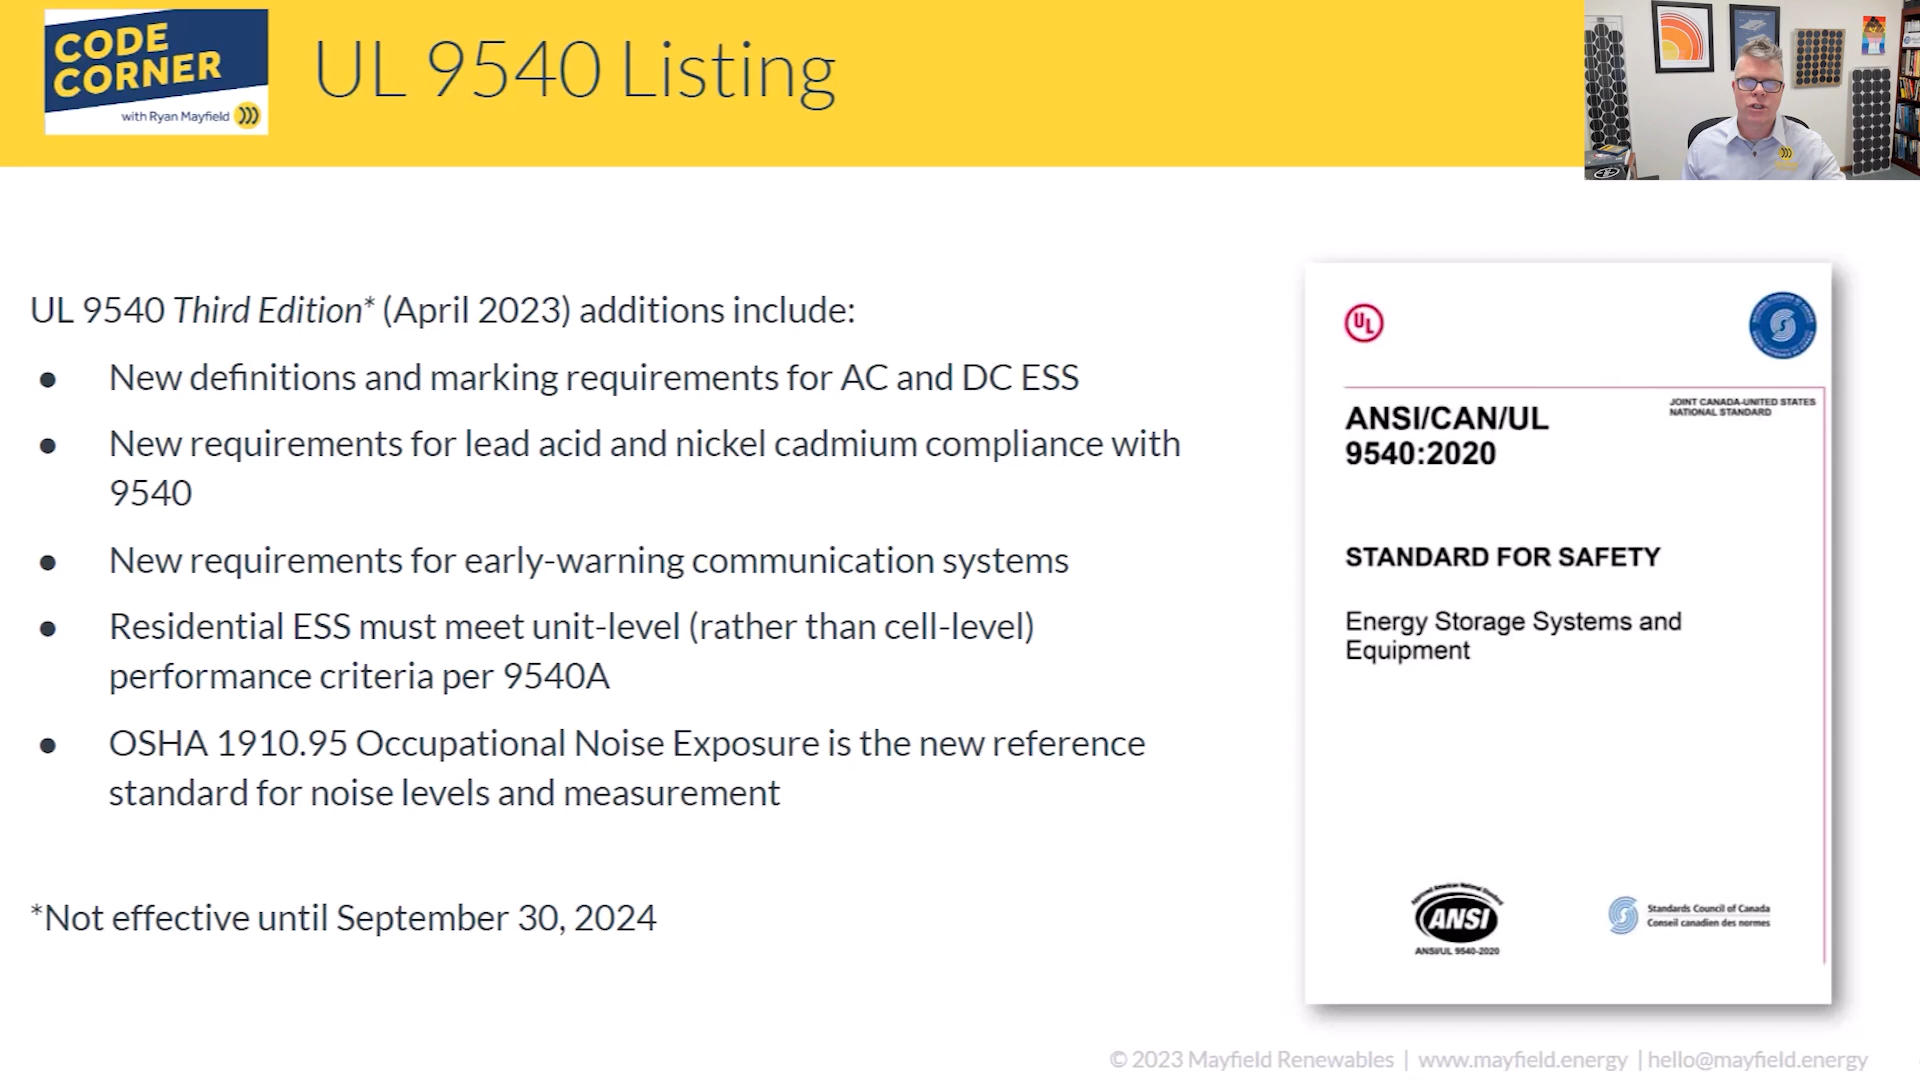 CODE
CORNER
with Ryan Mayfield
UL 9540 Listing
UL 9540 Third Edition* (April 2023) additions include:
● New definitions and marking requirements for AC and DC ESS
● New requirements for lead acid and nickel cadmium compliance with
9540
● New requirements for early-warning communication systems
● Residential ESS must meet unit-level (rather than cell-level)
performance criteria per 9540A
● OSHA 1910.95 Occupational Noise Exposure is the new reference
standard for noise levels and measurement
*Not effective until September 30, 2024
UL
JOINT CANADA-UNITED STATES
NATIONAL STANDARD
ANSI/CAN/UL
9540:2020
STANDARD FOR SAFETY
Energy Storage Systems and
Equipment
Approved American National Standard
ANSI
ANSI/UL 9540-2020
Standards Council of Canada
Conseil canadien des normes
© 2023 Mayfield Renewables | www.mayfield.energy | hello@mayfield.energy